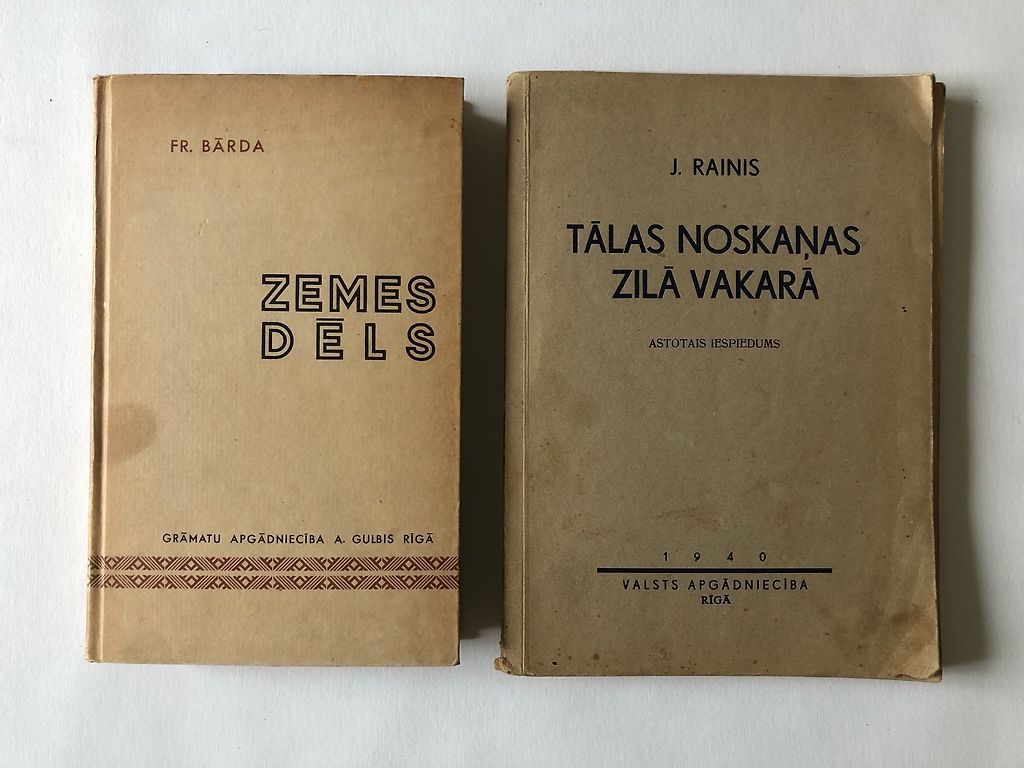 FR. BĀRDA
ZEMES
DĒLS
GRĀMATU APGĀDNIECĪBA A. GULBIS RĪGĀ
J. RAINIS
TĀLAS NOSKAŅAS
ZILĀ VAKARĀ
ASTOTAIS IESPIEDUMS
1940
VALSTS APGĀDNIECĪBA
RĪGĀ